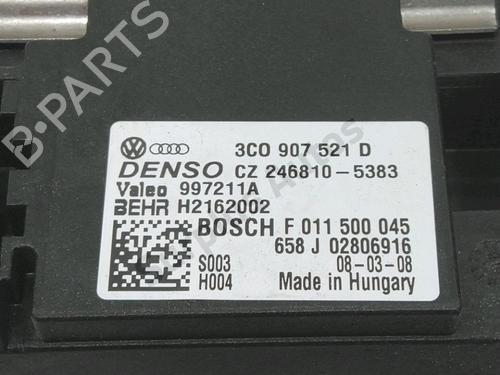 B-PARTS
3C0 907 521 D
DENSO CZ 246810-5383
Valeo 997211A
BEHR H2162002
BOSCH F 011 500 045
658 J 02806916
S003
H004
08-03-08
Made in Hungary